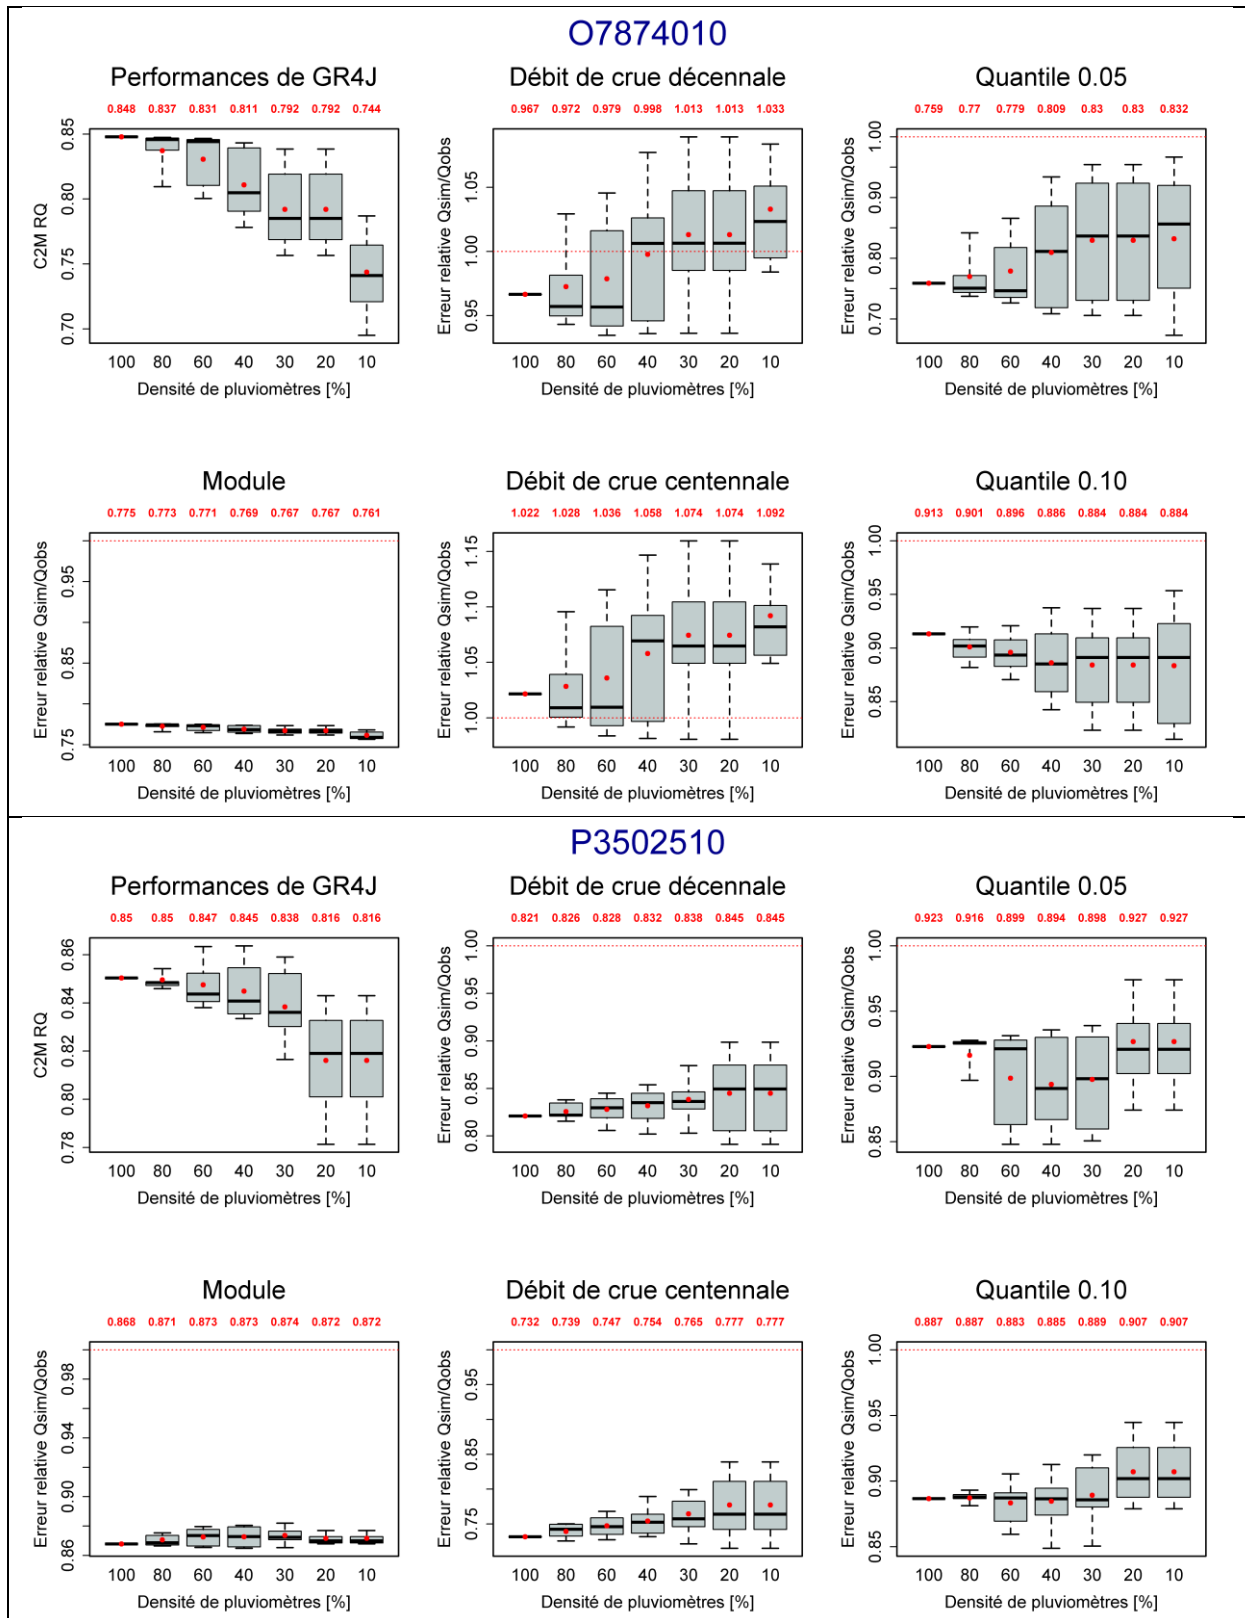 O7874010
Performances de GR4J
0.848 0.837 0.831 0.811 0.792 0.792 0.744
C2M RQ
0.85
0.80
0.75
0.70
100 80 60 40 30 20 10
Densité de pluviomètres [%]
Débit de crue décennale
0.967 0.972 0.979 0.998 1.013 1.013 1.033
Erreur relative Qsim/Qobs
1.05
1.00
0.95
100 80 60 40 30 20 10
Densité de pluviomètres [%]
Quantile 0.05
0.759 0.77 0.779 0.809 0.83 0.83 0.832
Erreur relative Qsim/Qobs
1.00
0.90
0.80
0.70
100 80 60 40 30 20 10
Densité de pluviomètres [%]
Module
0.775 0.773 0.771 0.769 0.767 0.767 0.761
Erreur relative Qsim/Qobs
0.95
0.85
0.75
100 80 60 40 30 20 10
Densité de pluviomètres [%]
Débit de crue centennale
1.022 1.028 1.036 1.058 1.074 1.074 1.092
Erreur relative Qsim/Qobs
1.15
1.10
1.05
1.00
100 80 60 40 30 20 10
Densité de pluviomètres [%]
Quantile 0.10
0.913 0.901 0.896 0.886 0.884 0.884 0.884
Erreur relative Qsim/Qobs
1.00
0.95
0.90
0.85
100 80 60 40 30 20 10
Densité de pluviomètres [%]
P3502510
Performances de GR4J
0.85 0.85 0.847 0.845 0.838 0.816 0.816
C2M RQ
0.86
0.84
0.82
0.80
0.78
100 80 60 40 30 20 10
Densité de pluviomètres [%]
Débit de crue décennale
0.821 0.826 0.828 0.832 0.838 0.845 0.845
Erreur relative Qsim/Qobs
1.00
0.95
0.90
0.85
0.80
100 80 60 40 30 20 10
Densité de pluviomètres [%]
Quantile 0.05
0.923 0.916 0.899 0.894 0.898 0.927 0.927
Erreur relative Qsim/Qobs
1.00
0.95
0.90
0.85
100 80 60 40 30 20 10
Densité de pluviomètres [%]
Module
0.868 0.871 0.873 0.873 0.874 0.872 0.872
Erreur relative Qsim/Qobs
0.98
0.94
0.90
0.86
100 80 60 40 30 20 10
Densité de pluviomètres [%]
Débit de crue centennale
0.732 0.739 0.747 0.754 0.765 0.777 0.777
Erreur relative Qsim/Qobs
0.95
0.85
0.75
100 80 60 40 30 20 10
Densité de pluviomètres [%]
Quantile 0.10
0.887 0.887 0.883 0.885 0.889 0.907 0.907
Erreur relative Qsim/Qobs
1.00
0.95
0.90
0.85
100 80 60 40 30 20 10
Densité de pluviomètres [%]